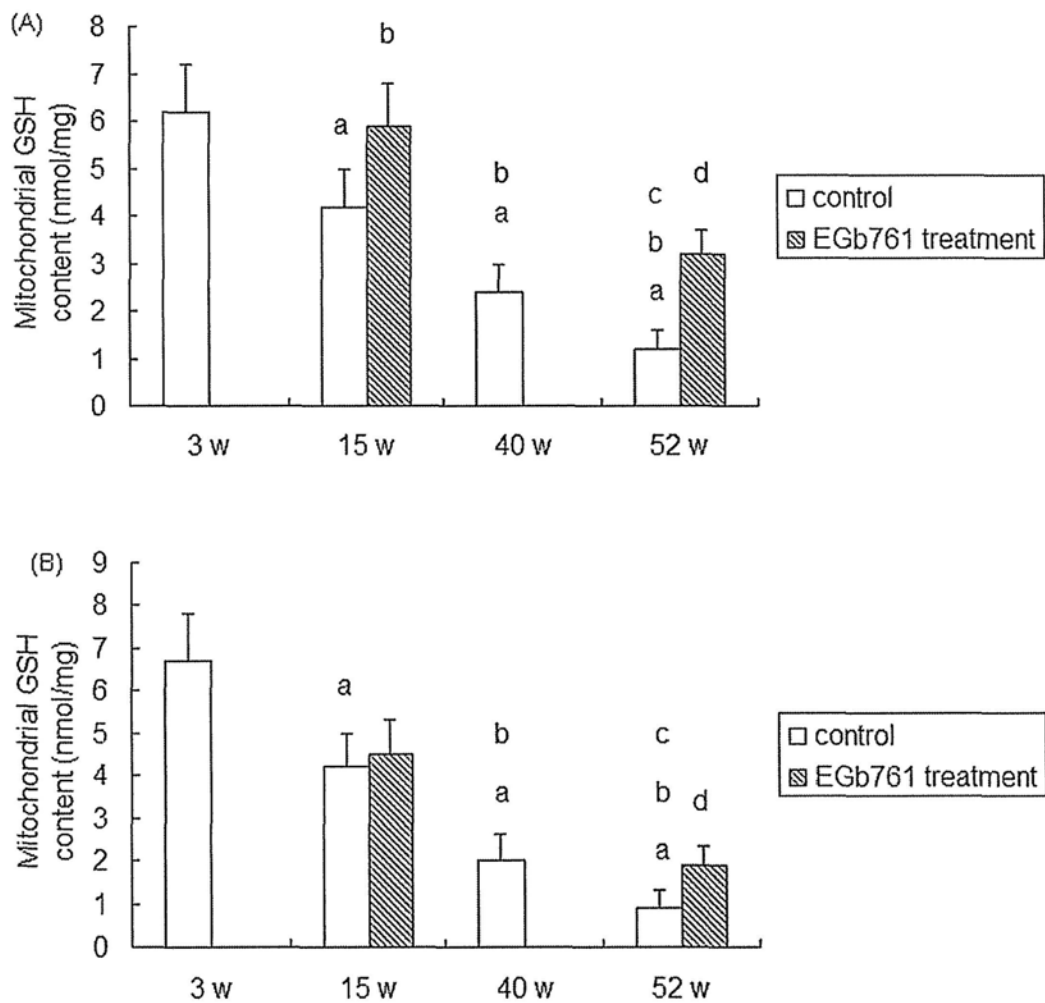 (A)
Mitochondrial GSH
content (nmol/mg)
8
7
6
5
4
3
2
1
0
a
b
b
a
c
b
a
d
3 w
15 w
40 w
52 w
control
EGb761 treatment
(B)
Mitochondrial GSH
content (nmol/mg)
9
8
7
6
5
4
3
2
1
0
a
b
a
c
b
a
d
3 w
15 w
40 w
52 w
control
EGb761 treatment